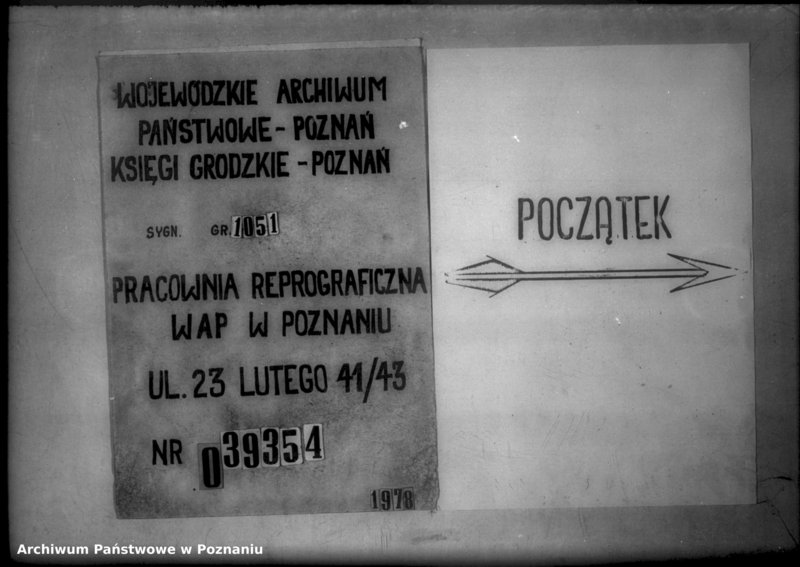 WOJEWÓDZKIE ARCHIWUM
PAŃSTWOWE - POZNAŃ
KSIĘGI GRODZKIE - POZNAŃ
SYGN. GR. 1051
PRACOWNIA REPROGRAFICZNA
WAP W POZNANIU
UL. 23 LUTEGO 41/43
NR 039354
1978
POCZĄTEK
Archiwum Państwowe w Poznaniu